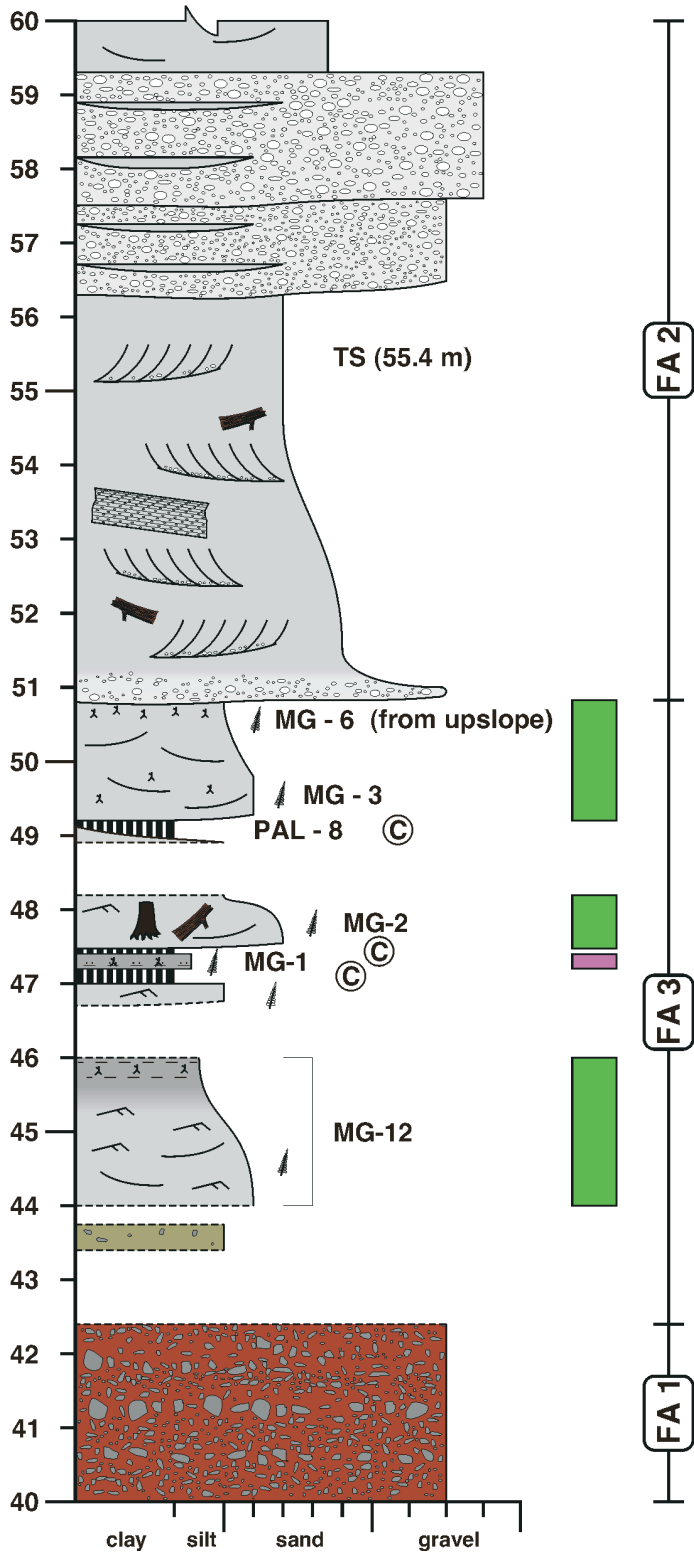 60
59
58
57
56
TS (55.4 m)
FA 2
55
54
53
52
51
MG - 6 (from upslope)
50
MG - 3
49
PAL - 8 C
48
MG-2
C
MG-1
C
47
FA 3
46
MG-12
45
44
43
42
FA 1
41
40
clay silt sand gravel